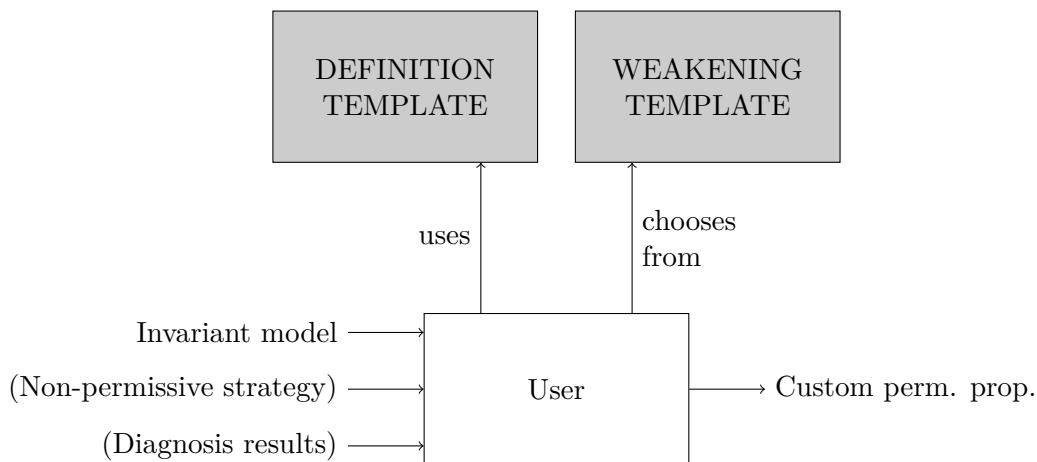 DEFINITION
TEMPLATE
WEAKENING
TEMPLATE
uses
chooses
from
Invariant model
(Non-permissive strategy)
(Diagnosis results)
User
Custom perm. prop.